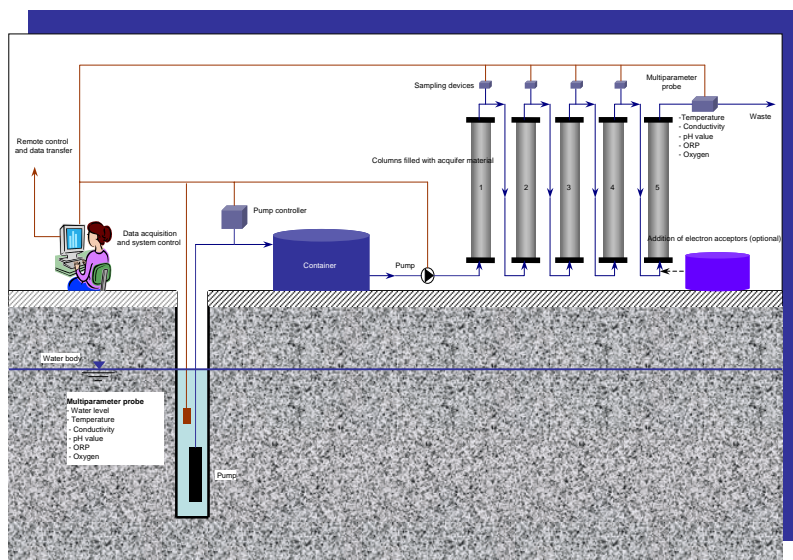 Sampling devices
Multiparameter
probe
-Temperature
- Conductivity
- pH value
- ORP
- Oxygen
Waste
Remote control
and data transfer
Columns filled with acquifer material
1
2
3
4
5
Pump controller
Data acquisition
and system control
Addition of electron acceptors (optional)
Container
Pump
Water body
Multiparameter probe
- Water level
- Temperature
- Conductivity
- pH value
- ORP
- Oxygen
Pump